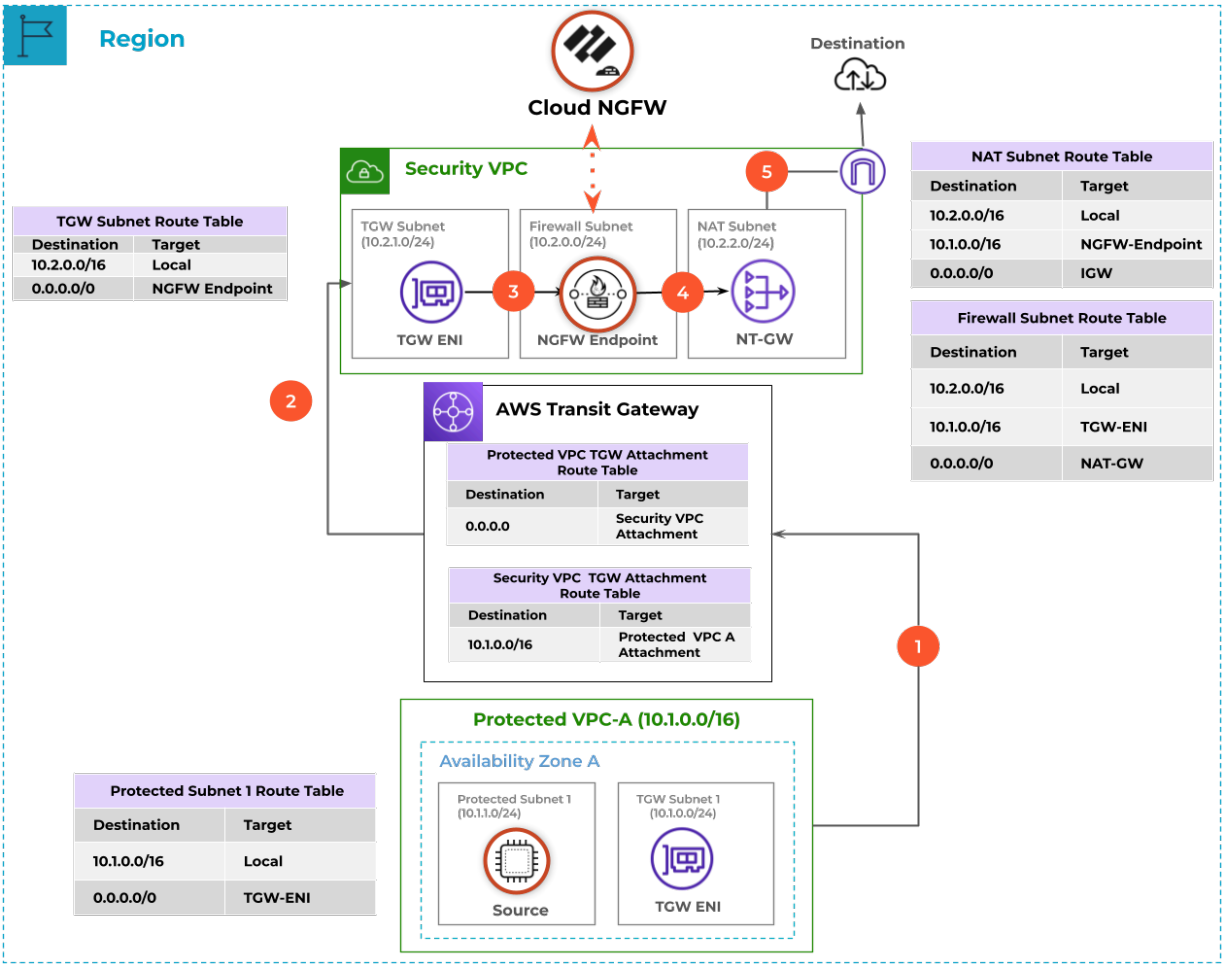 Region
Cloud NGFW
Destination
Security VPC
5
TGW Subnet
(10.2.1.0/24)
TGW ENI
3
Firewall Subnet
(10.2.0.0/24)
NGFW Endpoint
4
NAT Subnet
(10.2.2.0/24)
NT-GW
TGW Subnet Route Table
Destination Target
10.2.0.0/16 Local
0.0.0.0/0 NGFW Endpoint
NAT Subnet Route Table
Destination Target
10.2.0.0/16 Local
10.1.0.0/16 NGFW-Endpoint
0.0.0.0/0 IGW
Firewall Subnet Route Table
Destination Target
10.2.0.0/16 Local
10.1.0.0/16 TGW-ENI
0.0.0.0/0 NAT-GW
2
AWS Transit Gateway
Protected VPC TGW Attachment
Route Table
Destination Target
0.0.0.0 Security VPC
Attachment
Security VPC TGW Attachment
Route Table
Destination Target
10.1.0.0/16 Protected VPC A
Attachment
1
Protected VPC-A (10.1.0.0/16)
Availability Zone A
Protected Subnet 1
(10.1.1.0/24)
Source
TGW Subnet 1
(10.1.0.0/24)
TGW ENI
Protected Subnet 1 Route Table
Destination Target
10.1.0.0/16 Local
0.0.0.0/0 TGW-ENI